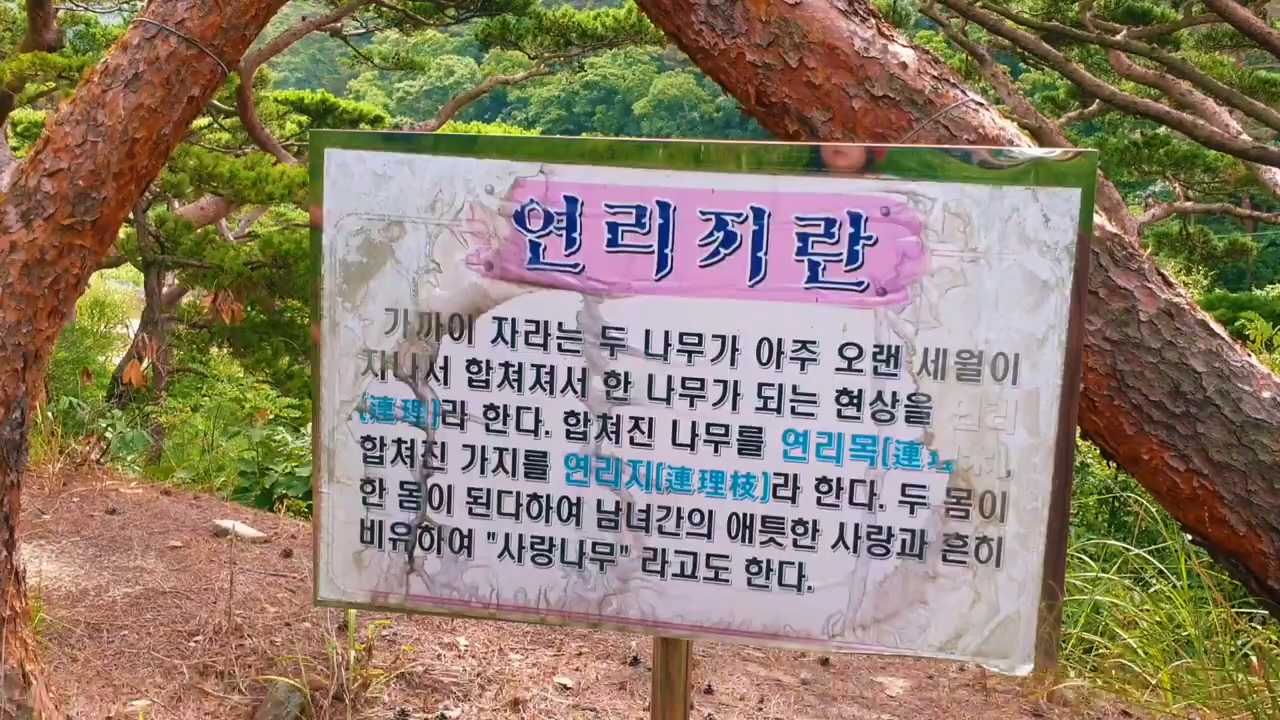 연리지란
가까이 자라는 두 나무가 아주 오랜 세월이
지나서 합쳐져서 한 나무가 되는 현상을 연리
(連理)라 한다. 합쳐진 나무를 연리목(連
합쳐진 가지를 연리지(連理枝)라 한다. 두 몸이
한 몸이 된다하여 남녀간의 애틋한 사랑과 흔히
비유하여 "사랑나무" 라고도 한다.